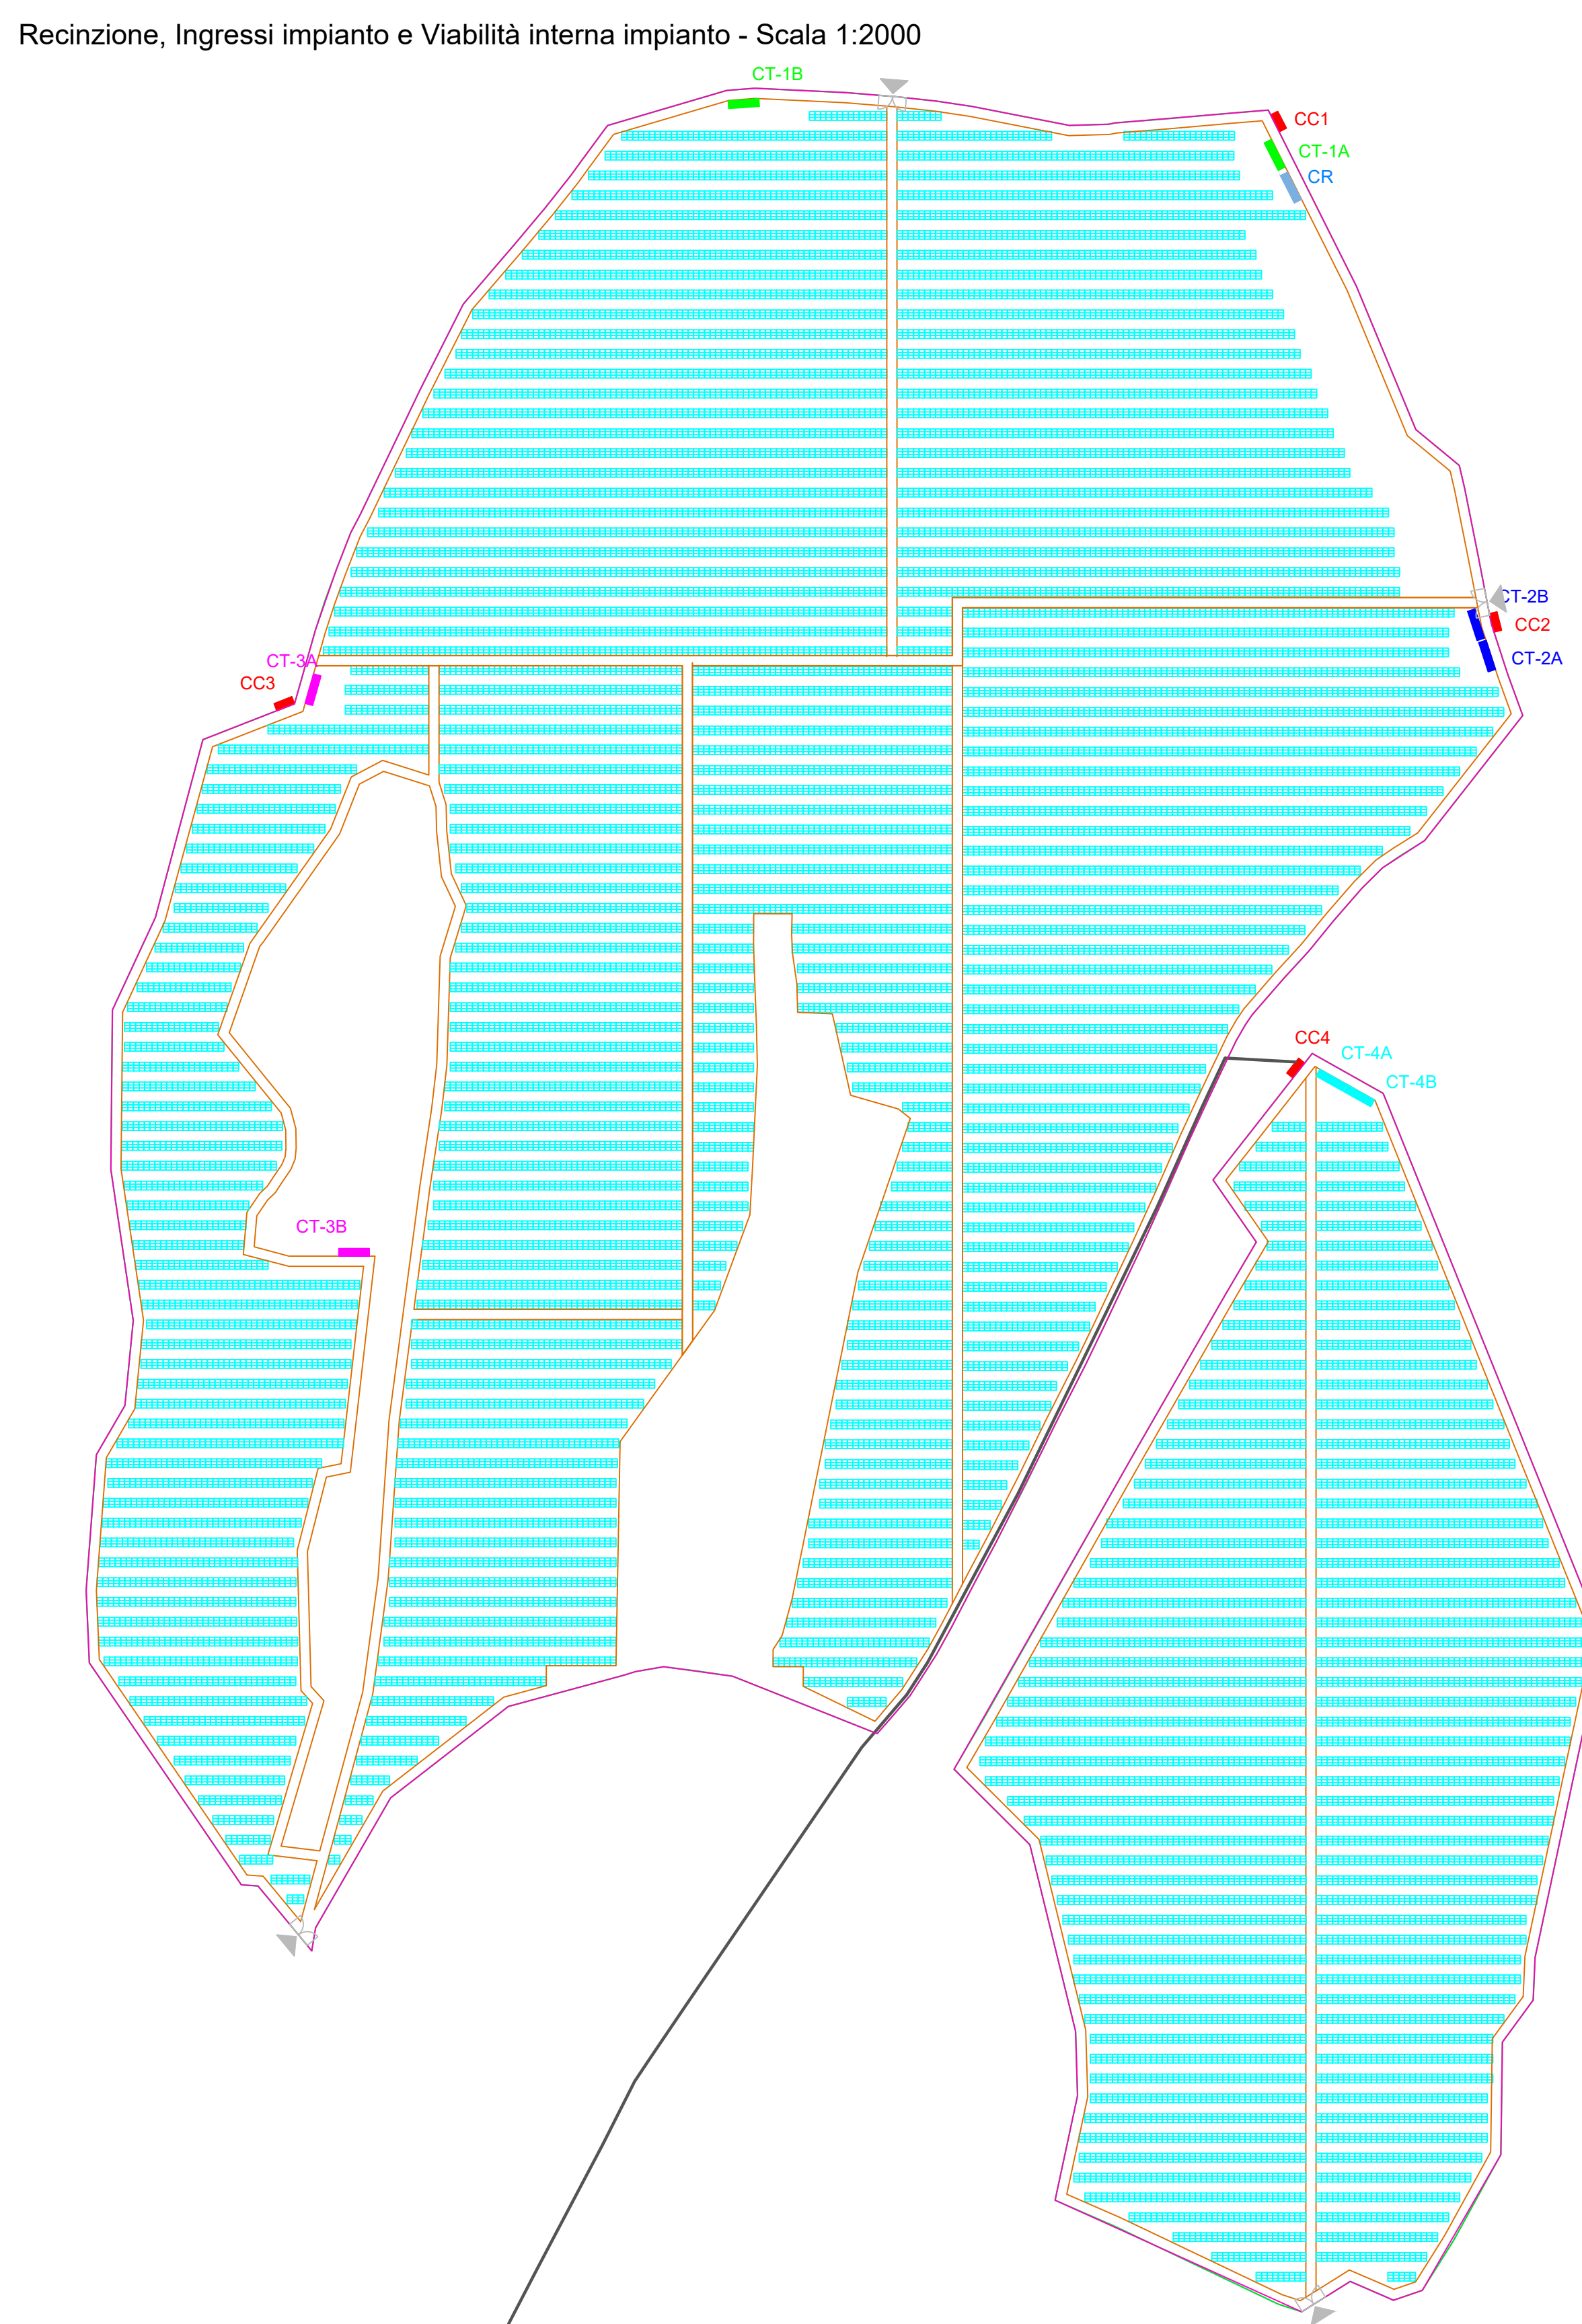 Recinzione, Ingressi impianto e Viabilità interna impianto - Scala 1:2000
CT-1B
CC1
CT-1A
CR
CT-2B
CC2
CT-2A
CT-3A
CC3
CC4
CT-4A
CT-4B
CT-3B